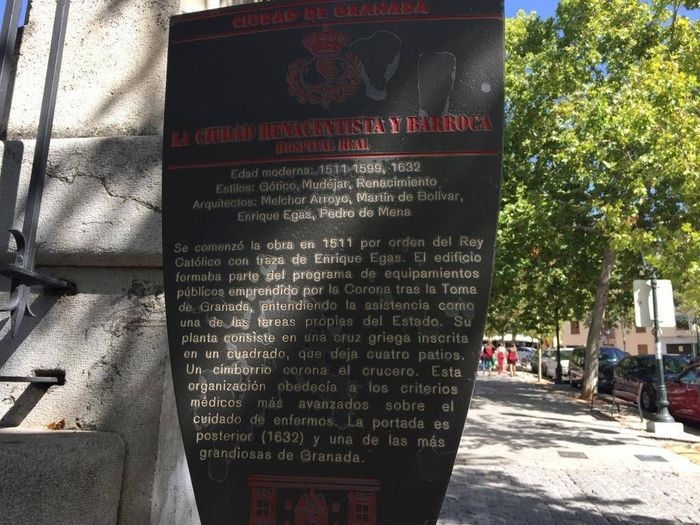 CIUDAD DE GRANADA
LA CIUDAD RENACENTISTA Y BARROCA
HOSPITAL REAL
Edad moderna: 1511-1599, 1632
Estilos: Gótico, Mudéjar, Renacimiento
Arquitectos: Melchor Arroyo, Martín de Bolívar,
Enrique Egas, Pedro de Mena
Se comenzó la obra en 1511 por orden del Rey
Católico con traza de Enrique Egas. El edificio
formaba parte del programa de equipamientos
públicos emprendido por la Corona tras la Toma
de Granada, entendiendo la asistencia como
una de las tareas propias del Estado. Su
planta consiste en una cruz griega inscrita
en un cuadrado, que deja cuatro patios.
Un cimborrio corona el crucero. Esta
organización obedecía a los criterios
médicos más avanzados sobre el
cuidado de enfermos. La portada es
posterior (1632) y una de las más
grandiosas de Granada.